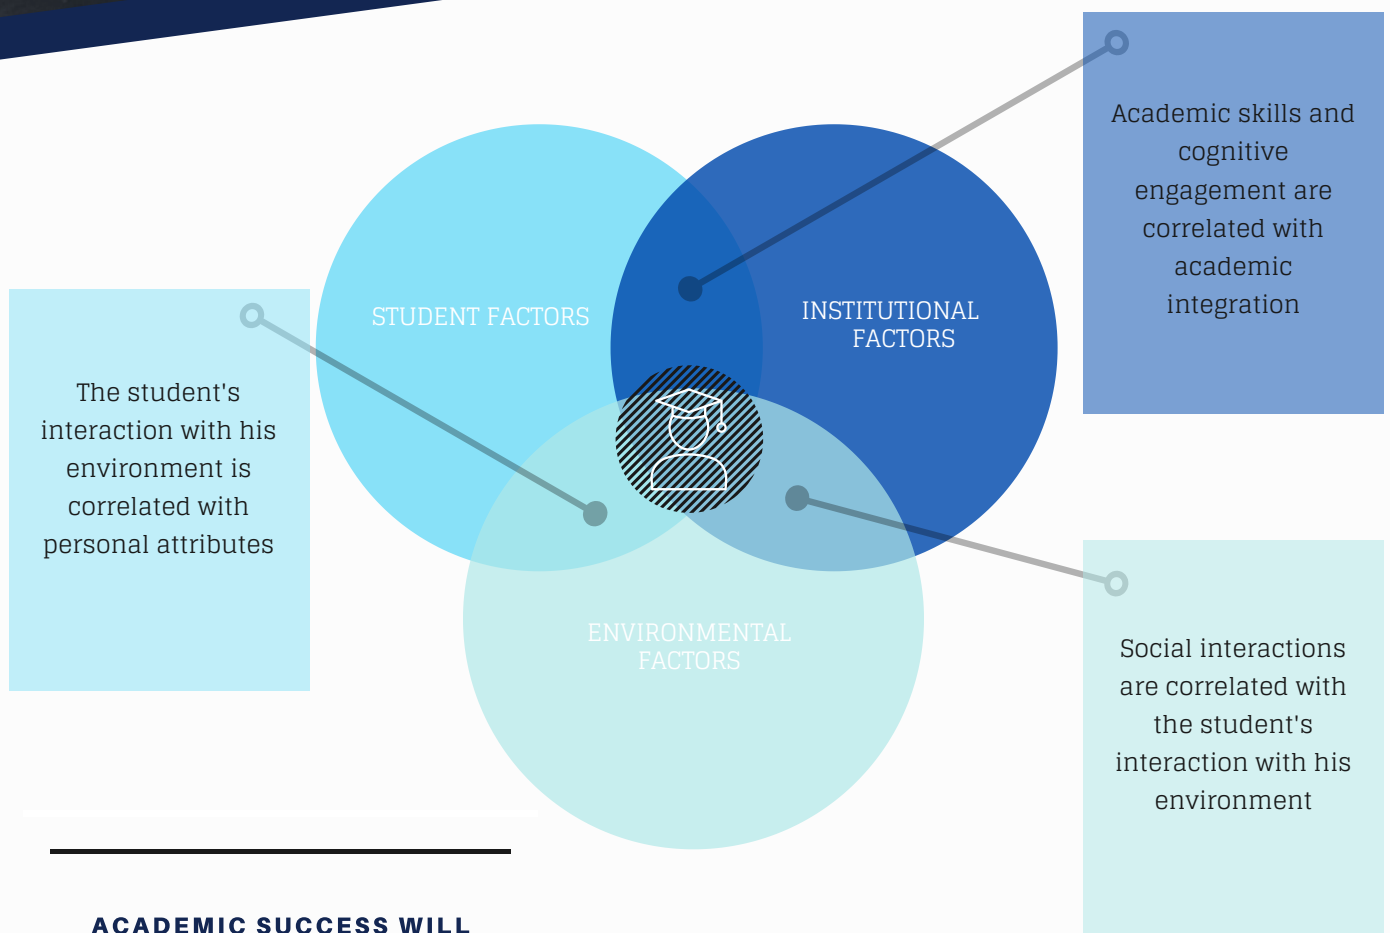 Academic skills and
cognitive
engagement are
correlated with
academic
integration
STUDENT FACTORS
INSTITUTIONAL
FACTORS
The student's
interaction with his
environment is
correlated with
personal attributes
ENVIRONMENTAL
FACTORS
Social interactions
are correlated with
the student's
interaction with his
environment
ACADEMIC SUCCESS WILL